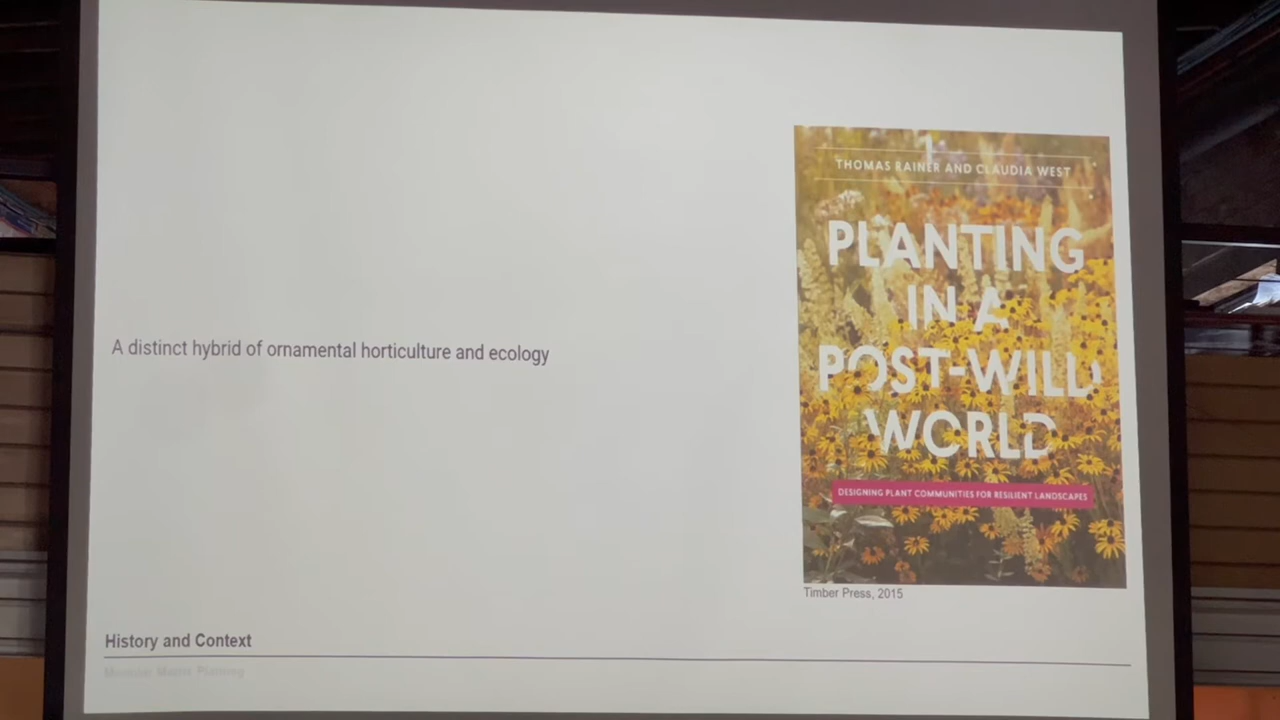 A distinct hybrid of ornamental horticulture and ecology
THOMAS RAINER AND CLAUDIA WEST
PLANTING
IN A
POST-WILD
WORLD
DESIGNING PLANT COMMUNITIES FOR RESILIENT LANDSCAPES
Timber Press, 2015
History and Context
Planting